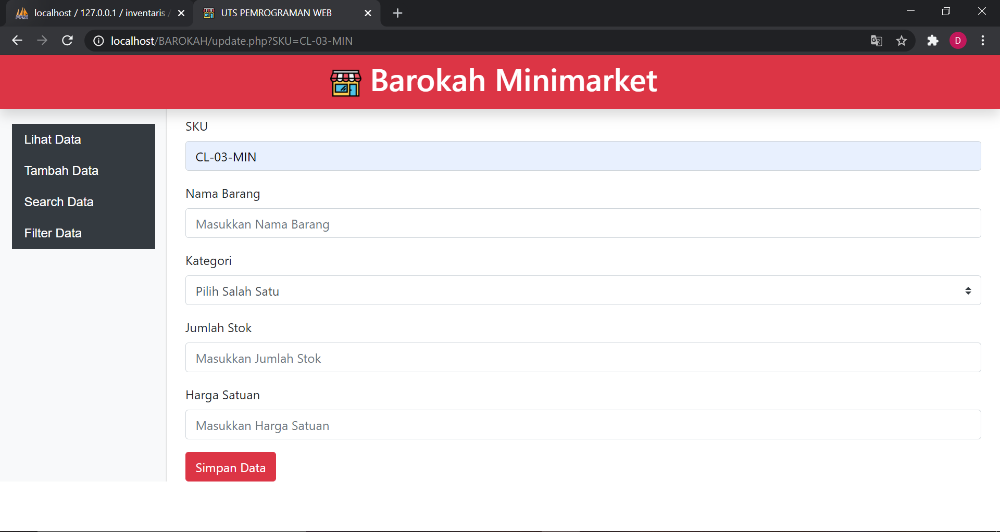 localhost / 127.0.0.1 / inventaris /
UTS PEMROGRAMAN WEB
localhost/BAROKAH/update.php?SKU=CL-03-MIN
D
Barokah Minimarket
Lihat Data
Tambah Data
Search Data
Filter Data
SKU
CL-03-MIN
Nama Barang
Masukkan Nama Barang
Kategori
Pilih Salah Satu
Jumlah Stok
Masukkan Jumlah Stok
Harga Satuan
Masukkan Harga Satuan
Simpan Data